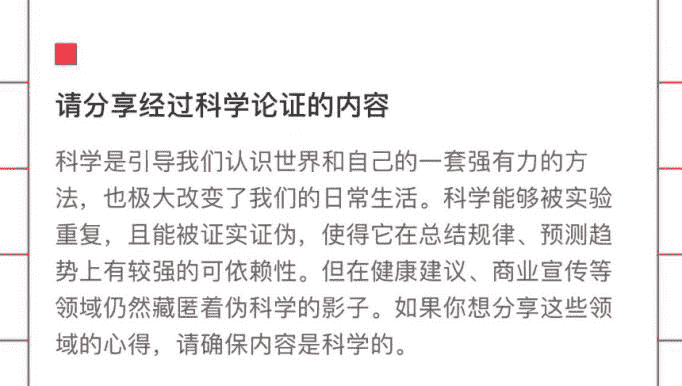 请分享经过科学论证的内容
科学是引导我们认识世界和自己的一套强有力的方
法，也极大改变了我们的日常生活。科学能够被实验
重复，且能被证实证伪，使得它在总结规律、预测趋
势上有较强的可依赖性。但在健康建议、商业宣传等
领域仍然藏匿着伪科学的影子。如果你想分享这些领
域的心得，请确保内容是科学的。